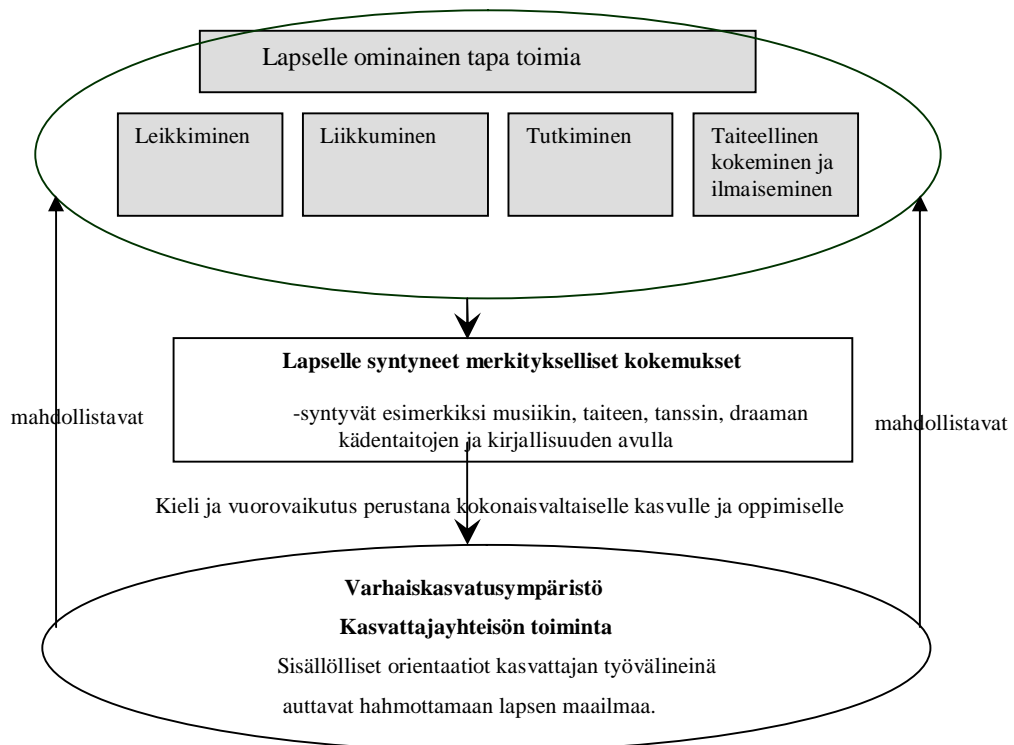 Lapselle ominainen tapa toimia
Leikkiminen
Liikkuminen
Tutkiminen
Taiteellinen
kokeminen ja
ilmaiseminen
Lapselle syntyneet merkitykselliset kokemukset
-syntyvät esimerkiksi musiikin, taiteen, tanssin, draaman
kädentaitojen ja kirjallisuuden avulla
mahdollistavat
mahdollistavat
Kieli ja vuorovaikutus perustana kokonaisvaltaiselle kasvulle ja oppimiselle
Varhaiskasvatusympäristö
Kasvattajayhteisön toiminta
Sisällölliset orientaatiot kasvattajan työvälineinä
auttavat hahmottamaan lapsen maailmaa.